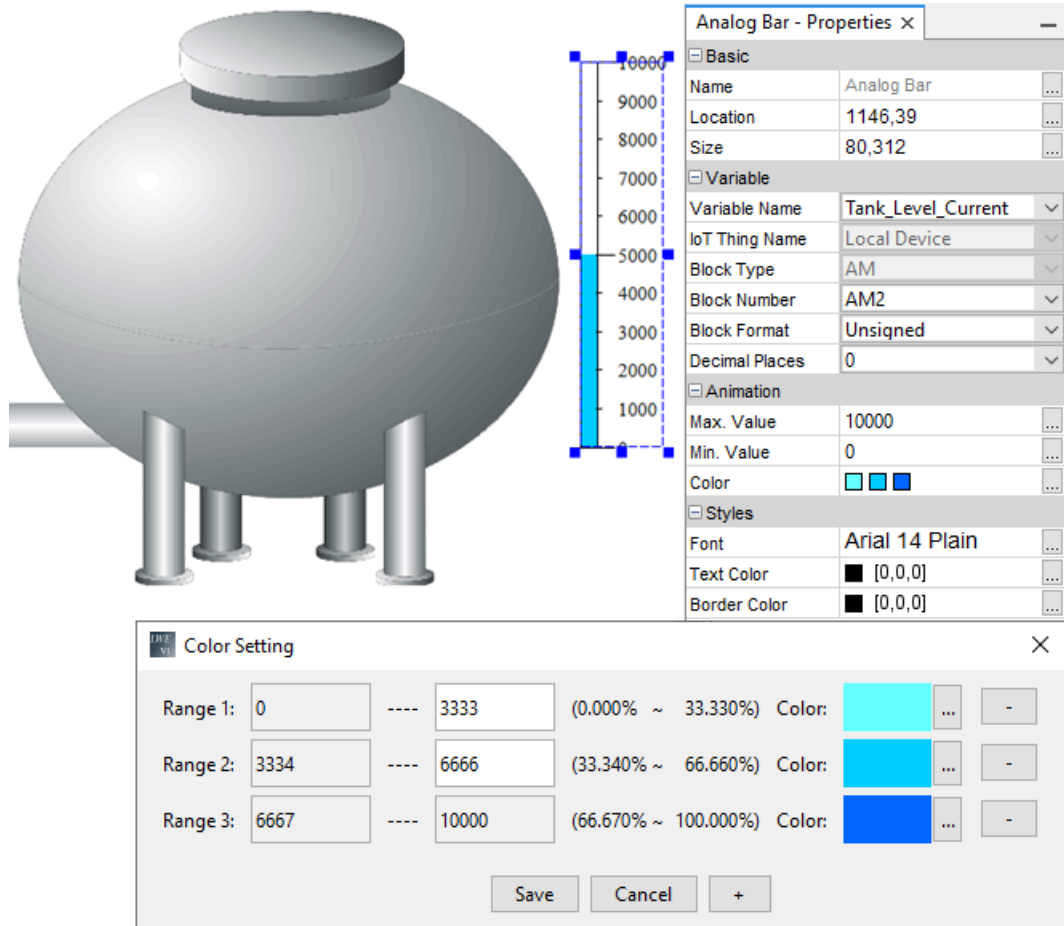 10000
9000
8000
7000
6000
5000
4000
3000
2000
1000
0
Analog Bar - Properties
Basic
Name Analog Bar ...
Location 1146,39 ...
Size 80,312 ...
Variable
Variable Name Tank_Level_Current
IoT Thing Name Local Device
Block Type AM
Block Number AM2
Block Format Unsigned
Decimal Places 0
Animation
Max. Value 10000 ...
Min. Value 0 ...
Color ...
Styles
Font Arial 14 Plain ...
Text Color [0,0,0] ...
Border Color [0,0,0] ...
Color Setting
Range 1: 0 ---- 3333 (0.000% ~ 33.330%) Color: ... -
Range 2: 3334 ---- 6666 (33.340% ~ 66.660%) Color: ... -
Range 3: 6667 ---- 10000 (66.670% ~ 100.000%) Color: ... -
Save Cancel +